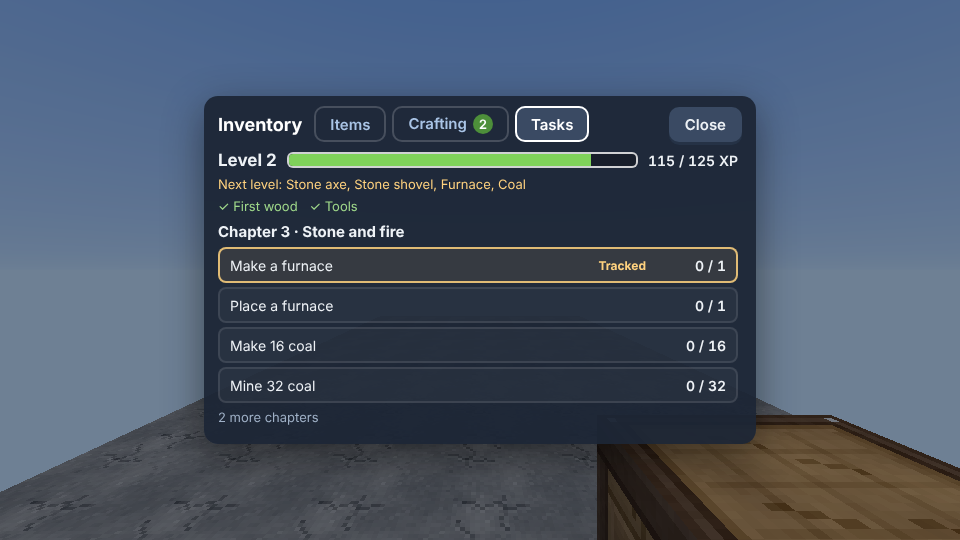 Inventory Items Crafting 2 Tasks Close
Level 2 115 / 125 XP
Next level: Stone axe, Stone shovel, Furnace, Coal
✓ First wood ✓ Tools
Chapter 3 · Stone and fire
Make a furnace Tracked 0 / 1
Place a furnace 0 / 1
Make 16 coal 0 / 16
Mine 32 coal 0 / 32
2 more chapters